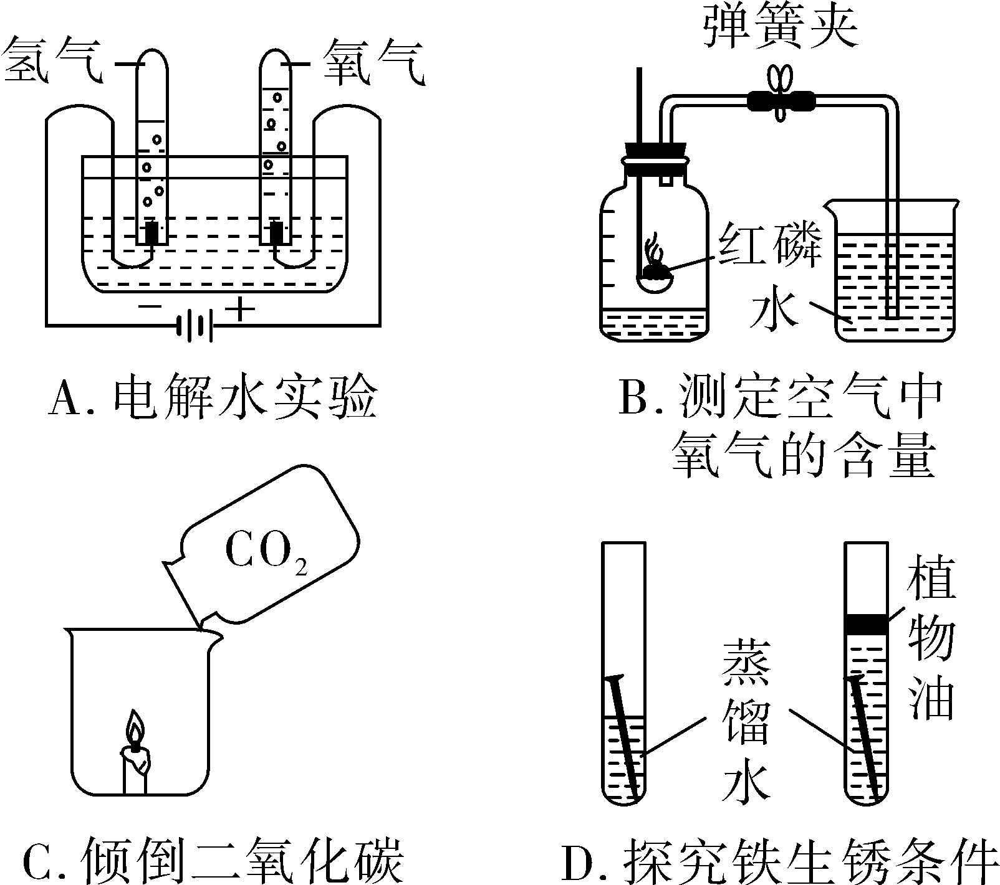 氢气
氧气
− +
A. 电解水实验
弹簧夹
红磷
水
B. 测定空气中
氧气的含量
CO₂
C. 倾倒二氧化碳
蒸馏水
植物油
D. 探究铁生锈条件